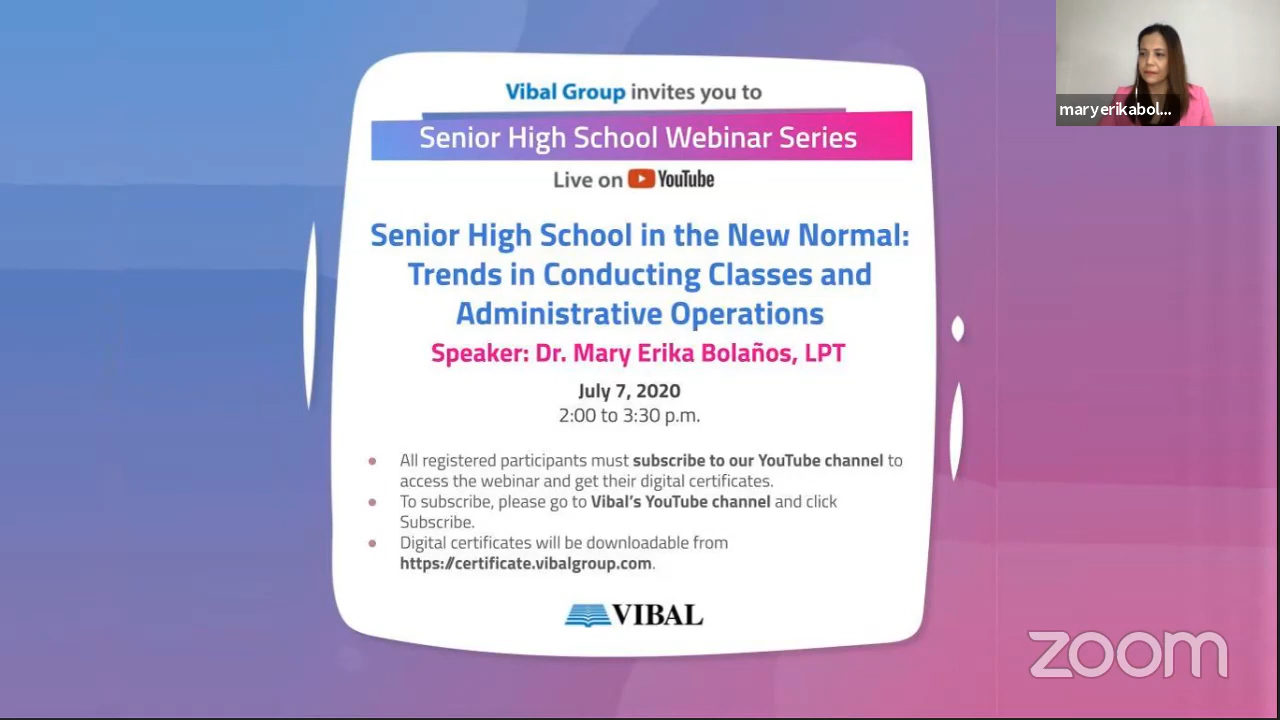 Vibal Group invites you to
Senior High School Webinar Series
Live on YouTube
Senior High School in the New Normal:
Trends in Conducting Classes and
Administrative Operations
Speaker: Dr. Mary Erika Bolaños, LPT
July 7, 2020
2:00 to 3:30 p.m.
• All registered participants must subscribe to our YouTube channel to
access the webinar and get their digital certificates.
• To subscribe, please go to Vibal's YouTube channel and click
Subscribe.
• Digital certificates will be downloadable from
https://certificate.vibalgroup.com.
VIBAL
maryerikabol...
zoom